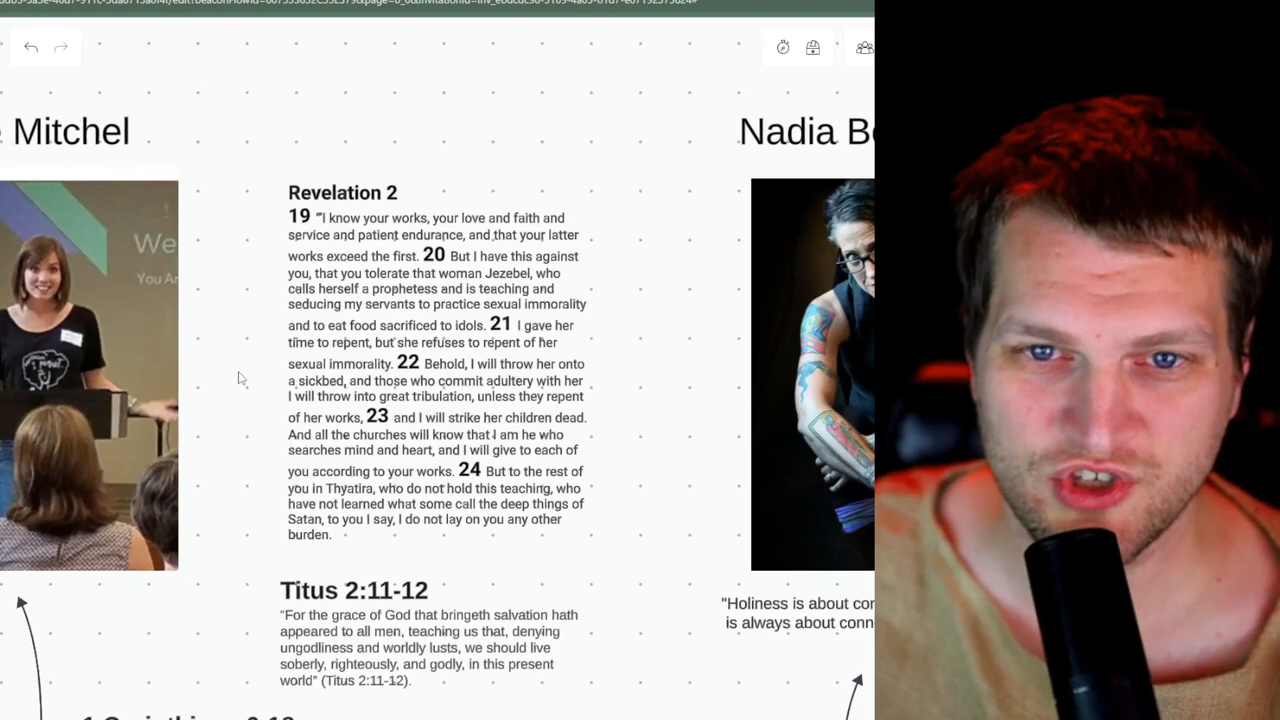 Mitchel
Nadia Be
We
You Ar
Revelation 2
19 “‘I know your works, your love and faith and
service and patient endurance, and that your latter
works exceed the first. 20 But I have this against
you, that you tolerate that woman Jezebel, who
calls herself a prophetess and is teaching and
seducing my servants to practice sexual immorality
and to eat food sacrificed to idols. 21 I gave her
time to repent, but she refuses to repent of her
sexual immorality. 22 Behold, I will throw her onto
a sickbed, and those who commit adultery with her
I will throw into great tribulation, unless they repent
of her works, 23 and I will strike her children dead.
And all the churches will know that I am he who
searches mind and heart, and I will give to each of
you according to your works. 24 But to the rest of
you in Thyatira, who do not hold this teaching, who
have not learned what some call the deep things of
Satan, to you I say, I do not lay on you any other
burden.
Titus 2:11-12
“For the grace of God that bringeth salvation hath
appeared to all men, teaching us that, denying
ungodliness and worldly lusts, we should live
soberly, righteously, and godly, in this present
world” (Titus 2:11-12).
"Holiness is about con
is always about conn